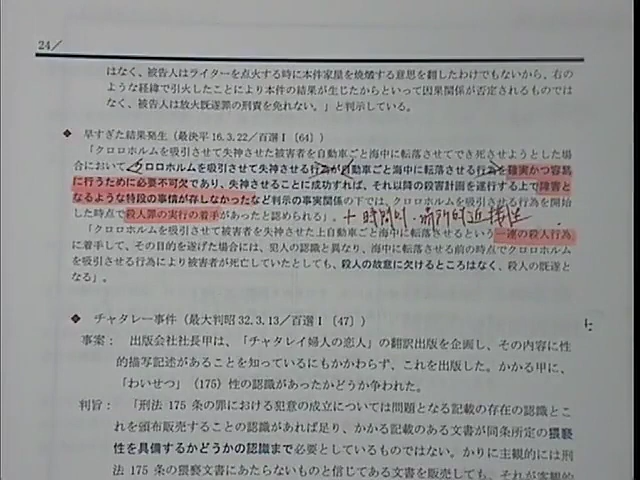 24/
はなく、被告人はライターを点火する時に本件家屋を焼燬する意思を翻したわけでもないから、右の
ような経緯で引火したことにより本件の結果が生じたからといって因果関係が否定されるものでは
なく、被告人は放火既遂罪の刑責を免れない。」と判示している。
◆ 早すぎた結果発生(最決平16.3.22/百選Ⅰ[64])
「クロロホルムを吸引させて失神させた被害者を自動車ごと海中に転落させてでき死させようとした場
合において、クロロホルムを吸引させて失神させる行為が自動車ごと海中に転落させる行為を確実かつ容易
に行うために必要不可欠であり、失神させることに成功すれば、それ以降の殺害計画を遂行する上で障害と
なるような特段の事情が存しなかったなど判示の事実関係の下では、クロロホルムを吸引させる行為を開始
した時点で殺人罪の実行の着手があったと認められる。」 + 時間的・場所的近接性
「クロロホルムを吸引させて被害者を失神させた上自動車ごと海中に転落させるという一連の殺人行為
に着手して、その目的を遂げた場合には、犯人の認識と異なり、海中に転落させる前の時点でクロロホルム
を吸引させる行為により被害者が死亡していたとしても、殺人の故意に欠けるところはなく、殺人の既遂と
なる」。
◆ チャタレー事件(最大判昭32.3.13/百選Ⅰ[47])
事案: 出版会社社長甲は、「チャタレイ婦人の恋人」の翻訳出版を企画し、その内容に性
的描写記述があることを知っているにもかかわらず、これを出版した。かかる甲に、
「わいせつ」(175)性の認識があったかどうか争われた。
判旨:「刑法175条の罪における犯意の成立については問題となる記載の存在の認識とこ
れを頒布販売することの認識があれば足り、かかる記載のある文書が同条所定の猥褻
性を具備するかどうかの認識まで必要としているものではない。かりに主観的には刑
法175条の猥褻文書にあたらないものと信じてある文書を販売しても、それが客観的